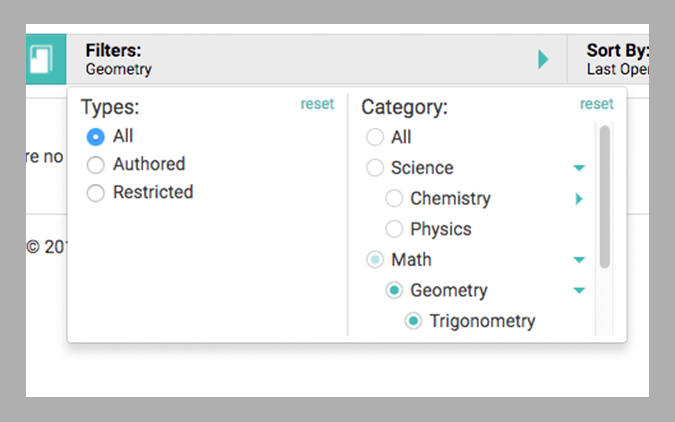 Filters:
Geometry
Sort By:
Last Ope
Types:
reset
All
Authored
Restricted
Category:
reset
All
Science
Chemistry
Physics
Math
Geometry
Trigonometry
re no
© 201